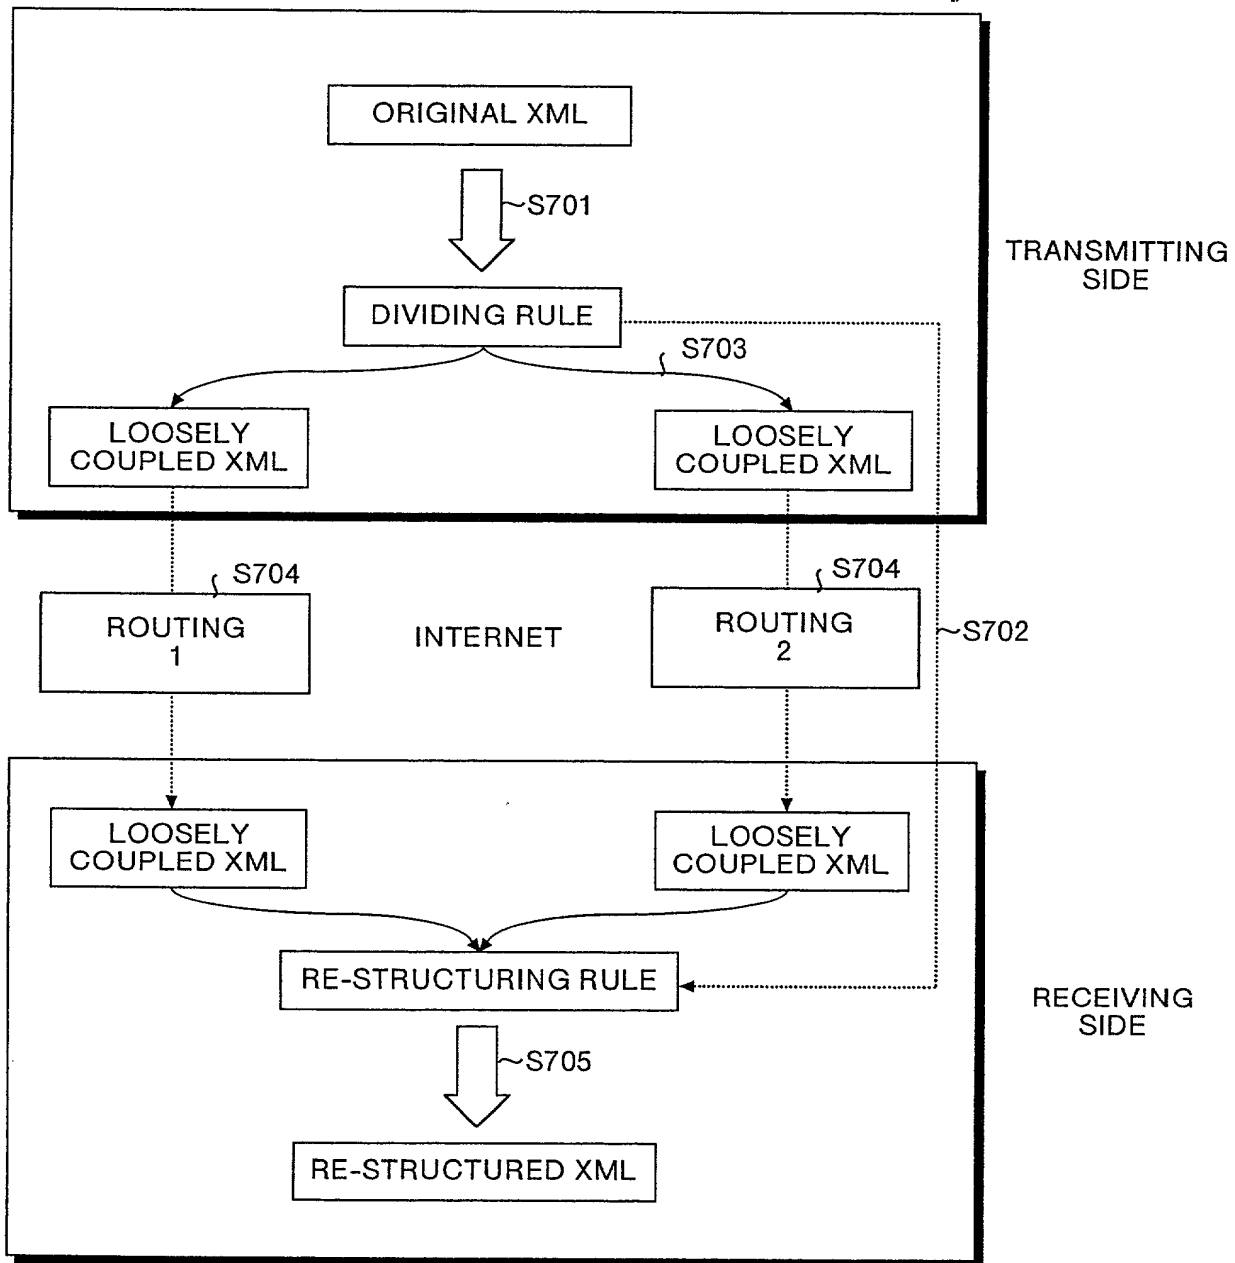 ORIGINAL XML
S701
TRANSMITTING
SIDE
DIVIDING RULE
S703
LOOSELY
COUPLED XML
LOOSELY
COUPLED XML
S704
S704
ROUTING
1
INTERNET
ROUTING
2
S702
LOOSELY
COUPLED XML
LOOSELY
COUPLED XML
RE-STRUCTURING RULE
RECEIVING
SIDE
S705
RE-STRUCTURED XML